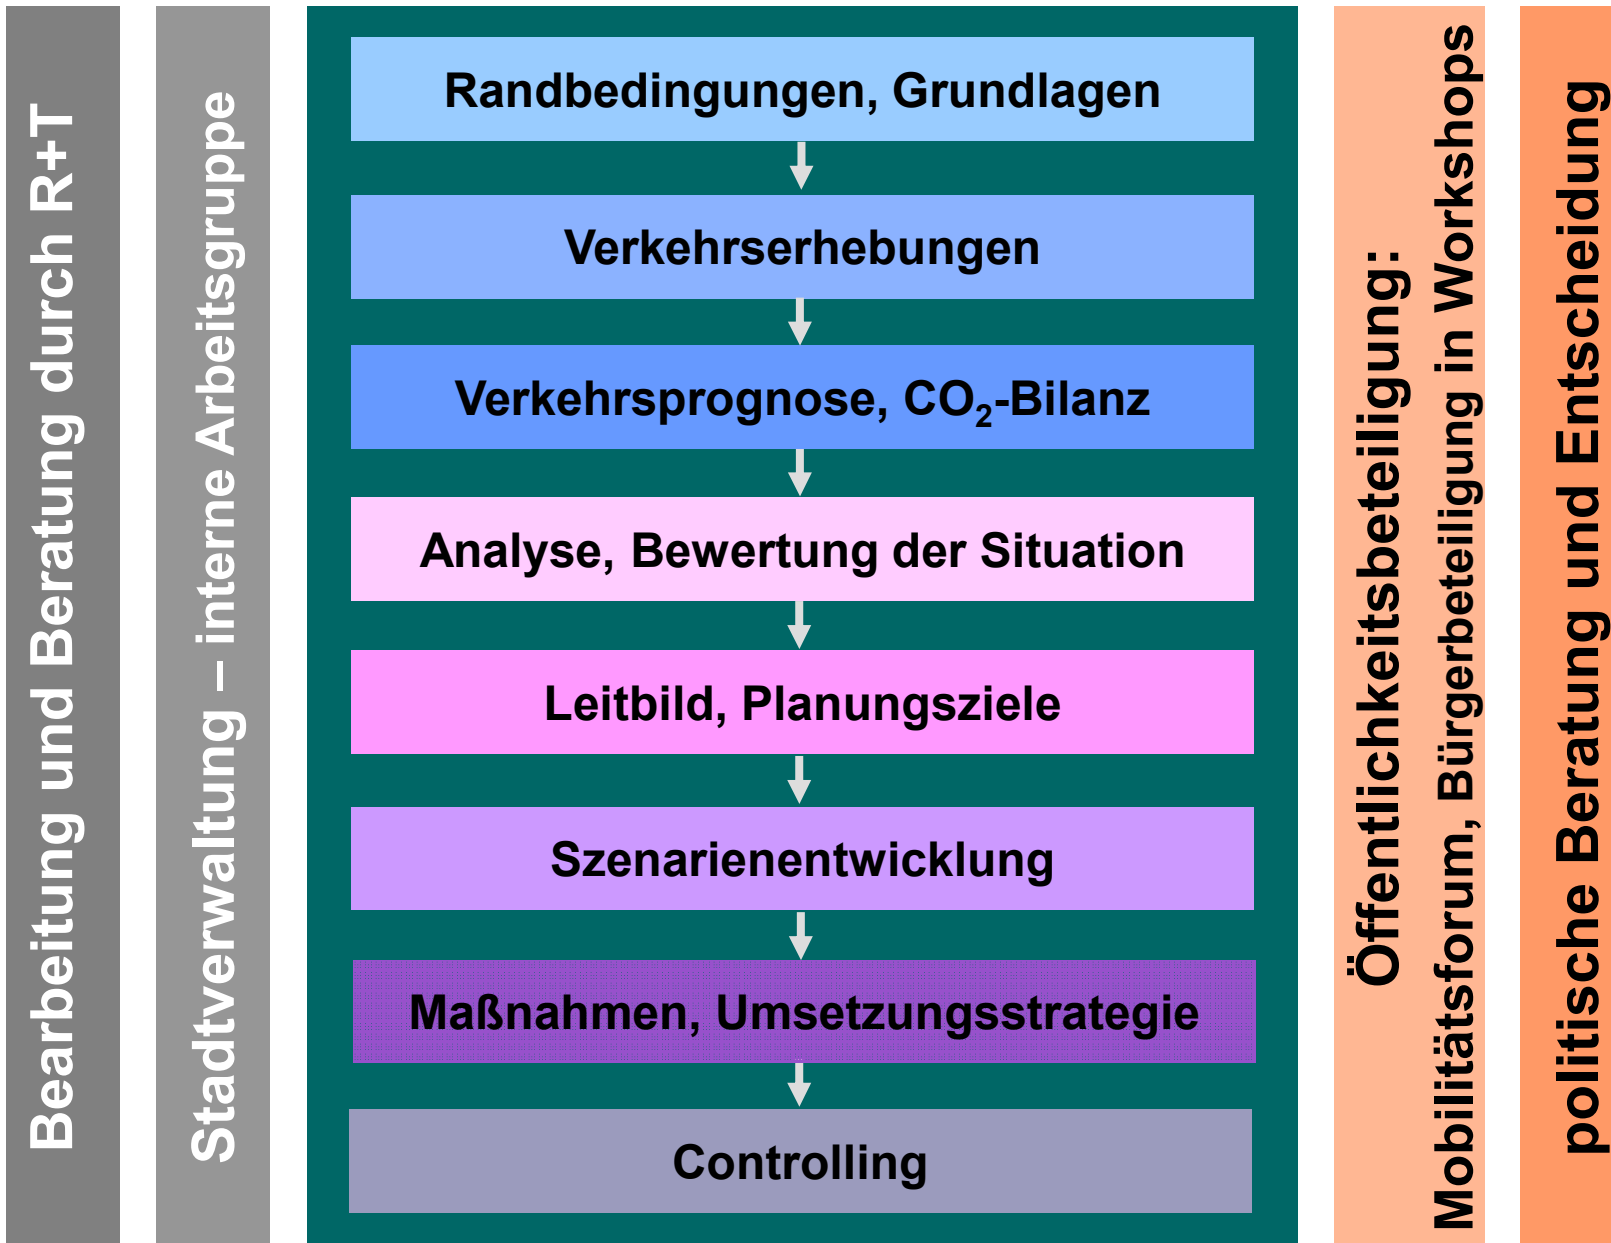 Bearbeitung und Beratung durch R+T
Stadtverwaltung – interne Arbeitsgruppe
Randbedingungen, Grundlagen
Verkehrserhebungen
Verkehrsprognose, CO₂-Bilanz
Analyse, Bewertung der Situation
Leitbild, Planungsziele
Szenarienentwicklung
Maßnahmen, Umsetzungsstrategie
Controlling
Öffentlichkeitsbeteiligung:
Mobilitätsforum, Bürgerbeteiligung in Workshops
politische Beratung und Entscheidung